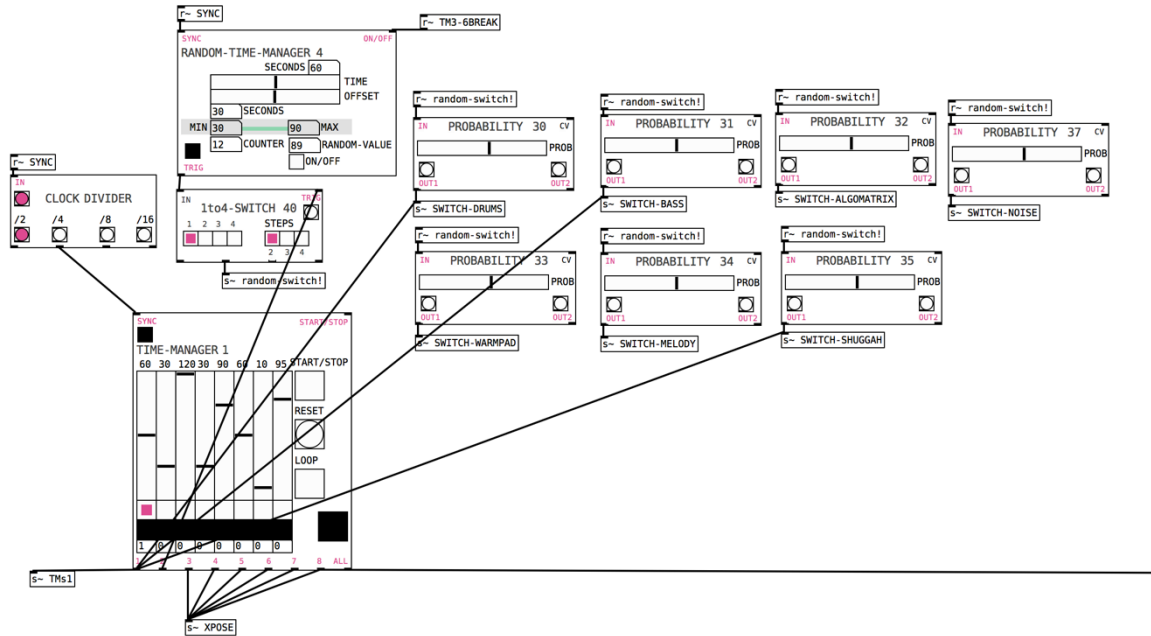 r~ SYNC
r~ TM3-6BREAK
SYNC ON/OFF
RANDOM-TIME-MANAGER 4
SECONDS 60
TIME
OFFSET
30 SECONDS
MIN 30 90 MAX
12 COUNTER 89 RANDOM-VALUE
ON/OFF
TRIG
r~ random-switch!
IN PROBABILITY 30 CV
PROB
OUT1 OUT2
s~ SWITCH-DRUMS
r~ random-switch!
IN PROBABILITY 31 CV
PROB
OUT1 OUT2
s~ SWITCH-BASS
r~ random-switch!
IN PROBABILITY 32 CV
PROB
OUT1 OUT2
s~ SWITCH-ALGOMATRIX
r~ random-switch!
IN PROBABILITY 37 CV
PROB
OUT1 OUT2
s~ SWITCH-NOISE
r~ SYNC
IN
CLOCK DIVIDER
/2 /4 /8 /16
IN TRIG
1to4-SWITCH 40
1 2 3 4 STEPS
2 3 4
s~ random-switch!
r~ random-switch!
IN PROBABILITY 33 CV
PROB
OUT1 OUT2
s~ SWITCH-WARMPAD
r~ random-switch!
IN PROBABILITY 34 CV
PROB
OUT1 OUT2
s~ SWITCH-MELODY
r~ random-switch!
IN PROBABILITY 35 CV
PROB
OUT1 OUT2
s~ SWITCH-SHUGGAH
SYNC START/STOP
TIME-MANAGER 1
60 30 120 30 90 60 10 95 START/STOP
RESET
LOOP
1 0 0 0 0 0 0 0
1 2 3 4 5 6 7 8 ALL
s~ TMs1
s~ XPOSE